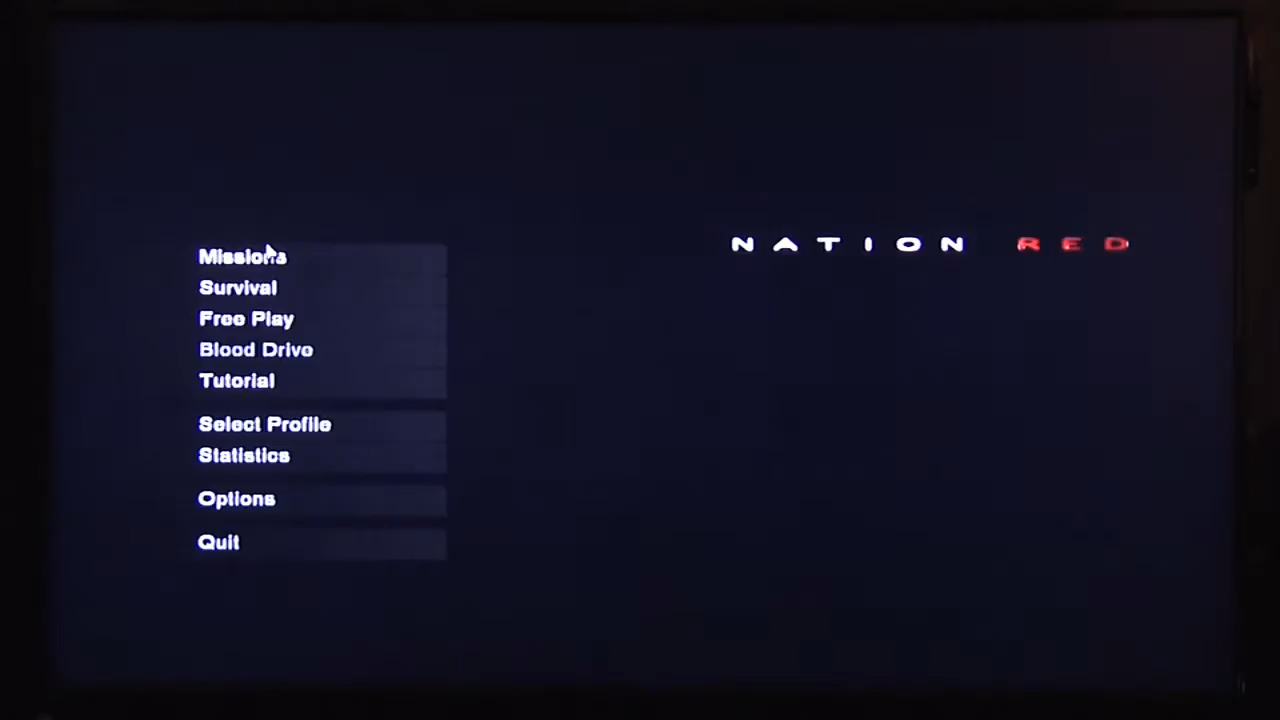 NATION RED
Missions
Survival
Free Play
Blood Drive
Tutorial
Select Profile
Statistics
Options
Quit